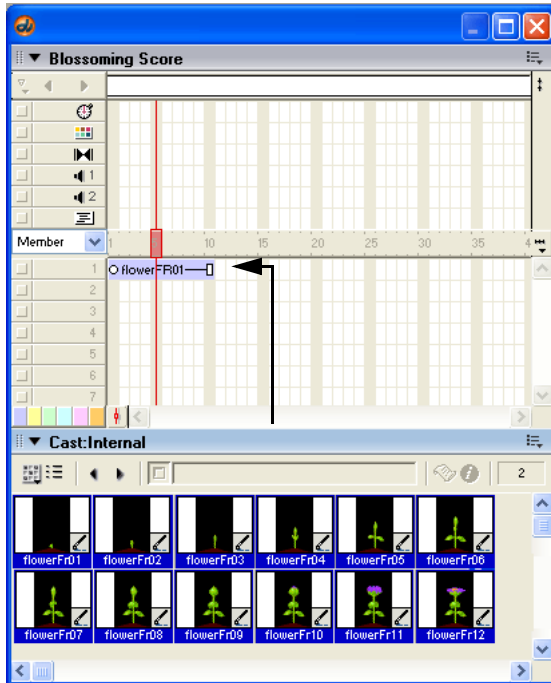 Blossoming Score
1
2
Member
1 5 10 15 20 25 30 35 4
1 flowerFR01
2
3
4
5
6
7
Cast:Internal
2
flowerFr01 flowerFr02 flowerFr03 flowerFr04 flowerFr05 flowerFr06
flowerFr07 flowerFr08 flowerFr09 flowerFr10 flowerFr11 flowerFr12